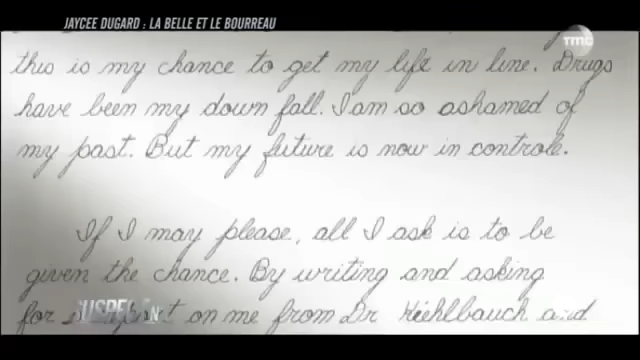 JAYCEE DUGARD : LA BELLE ET LE BOURREAU
TMC
this is my chance to get my life in line. Drugs
have been my down fall. I am so ashamed of
my past. But my future is now in controle.
If I may please, all I ask is to be
given the chance. By writing and asking
for on me from Dr Kiehlbauch and